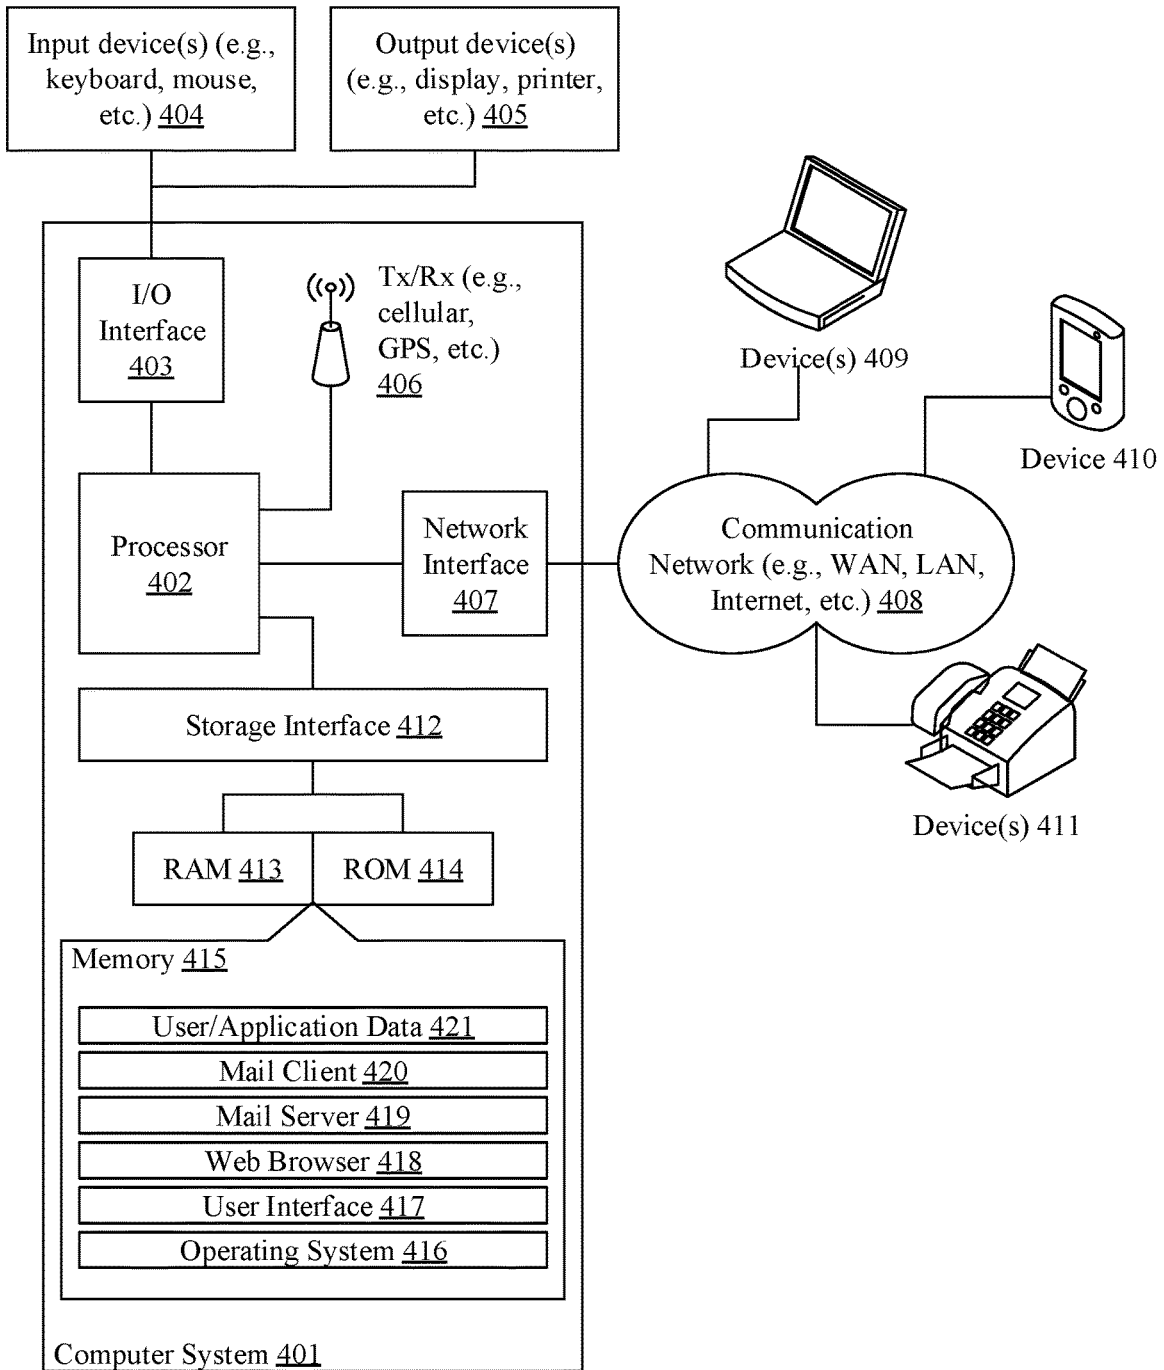 Input device(s) (e.g.,
keyboard, mouse,
etc.) 404
Output device(s)
(e.g., display, printer,
etc.) 405
I/O
Interface
403
Tx/Rx (e.g.,
cellular,
GPS, etc.)
406
Device(s) 409
Device 410
Processor
402
Network
Interface
407
Communication
Network (e.g., WAN, LAN,
Internet, etc.) 408
Storage Interface 412
Device(s) 411
RAM 413
ROM 414
Memory 415
User/Application Data 421
Mail Client 420
Mail Server 419
Web Browser 418
User Interface 417
Operating System 416
Computer System 401